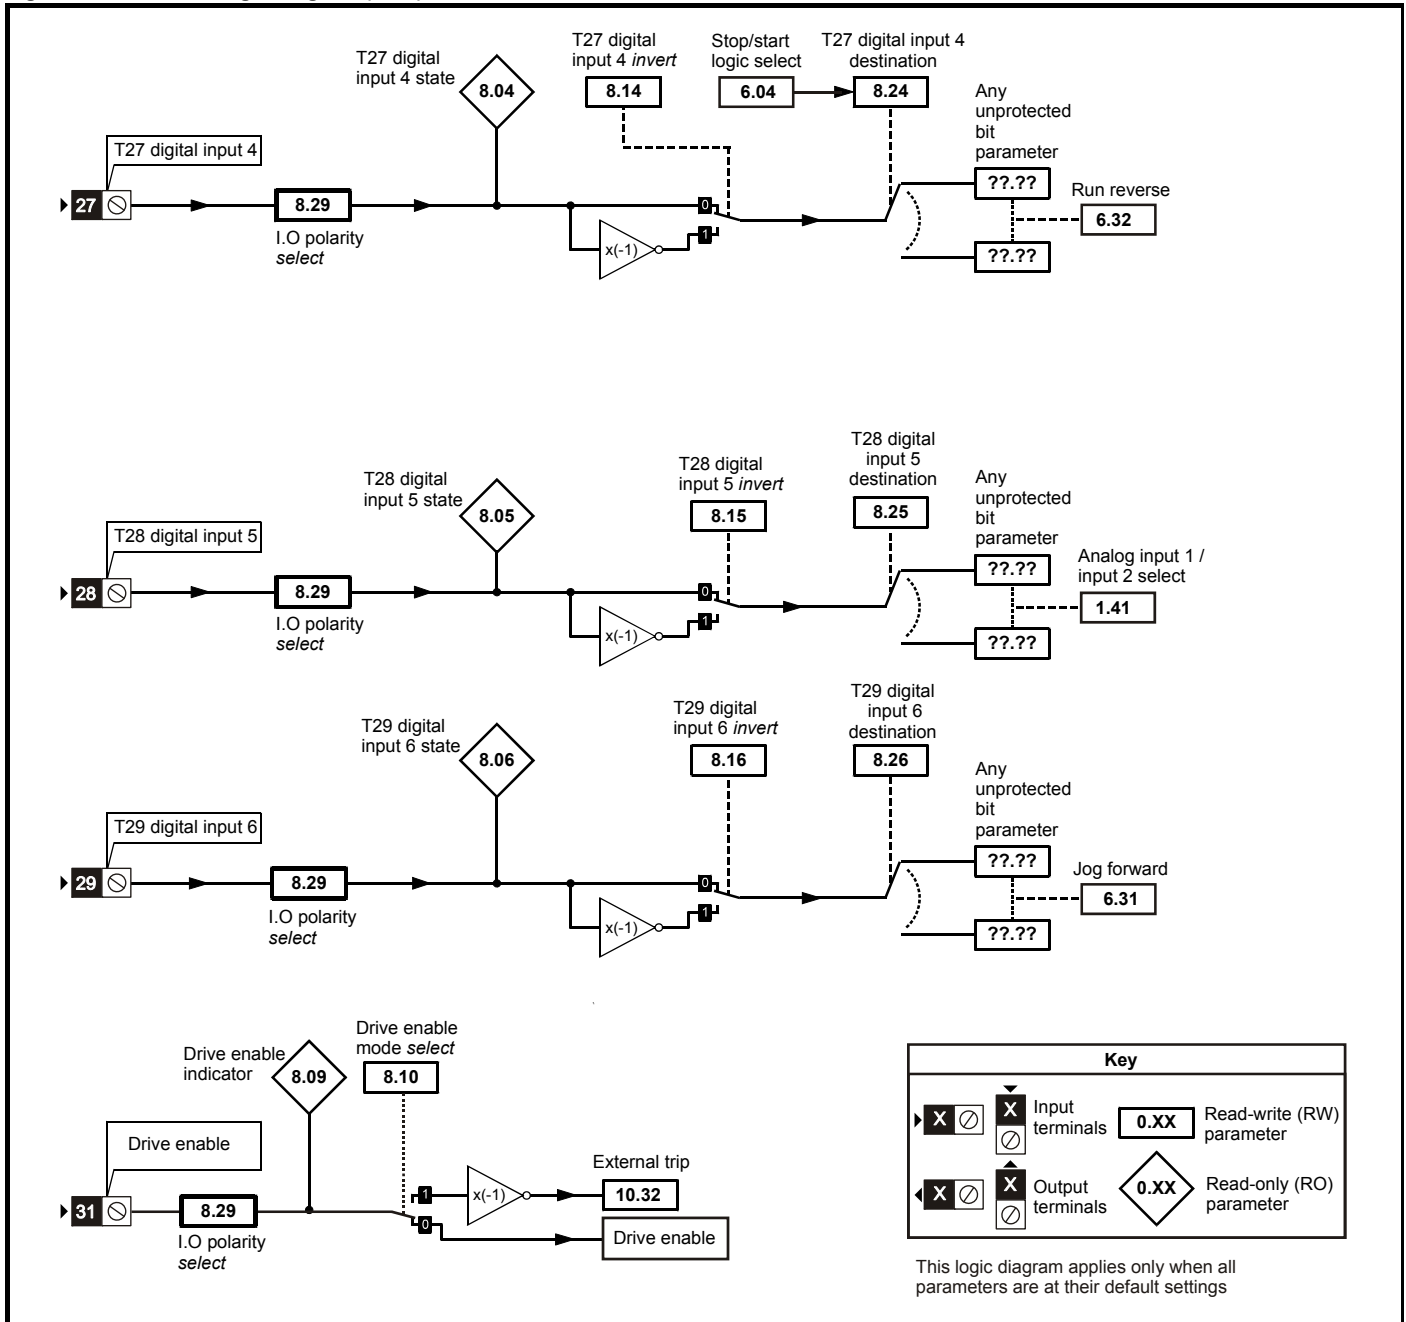 T27 digital
input 4 state
8.04
T27 digital
input 4 invert
8.14
Stop/start
logic select
6.04
T27 digital input 4
destination
8.24
Any
unprotected
bit
parameter
??.??
??.??
Run reverse
6.32
T27 digital input 4
27
8.29
I.O polarity
select
0
1
x(-1)
T28 digital
input 5 state
8.05
T28 digital
input 5 invert
8.15
T28 digital
input 5
destination
8.25
Any
unprotected
bit
parameter
??.??
??.??
Analog input 1 /
input 2 select
1.41
T28 digital input 5
28
8.29
I.O polarity
select
0
1
x(-1)
T29 digital
input 6 state
8.06
T29 digital
input 6 invert
8.16
T29 digital
input 6
destination
8.26
Any
unprotected
bit
parameter
??.??
??.??
Jog forward
6.31
T29 digital input 6
29
8.29
I.O polarity
select
0
1
x(-1)
Drive enable
indicator
8.09
Drive enable
mode select
8.10
Drive enable
31
8.29
I.O polarity
select
1
0
x(-1)
External trip
10.32
Drive enable
Key
X
X
Input
terminals
0.XX
Read-write (RW)
parameter
X
X
Output
terminals
0.XX
Read-only (RO)
parameter
This logic diagram applies only when all
parameters are at their default settings